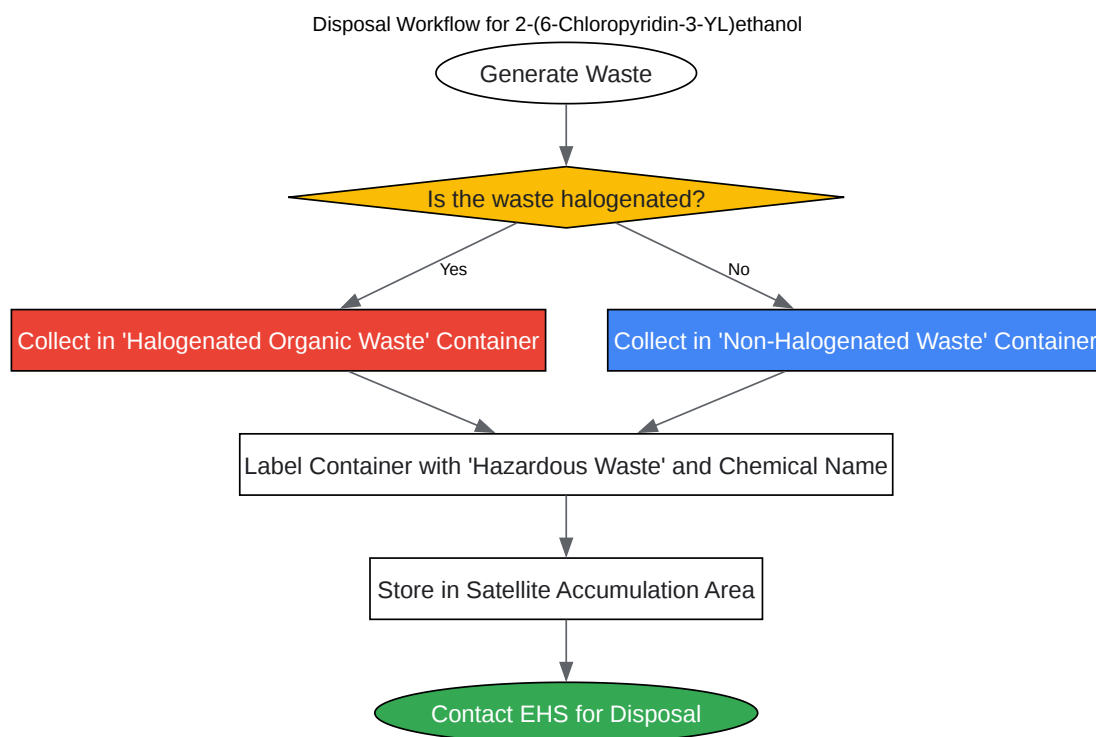 Disposal Workflow for 2-(6-Chloropyridin-3-YL)ethanol
Generate Waste
Is the waste halogenated?
Yes
No
Collect in 'Halogenated Organic Waste' Container
Collect in 'Non-Halogenated Waste' Container
Label Container with 'Hazardous Waste' and Chemical Name
Store in Satellite Accumulation Area
Contact EHS for Disposal